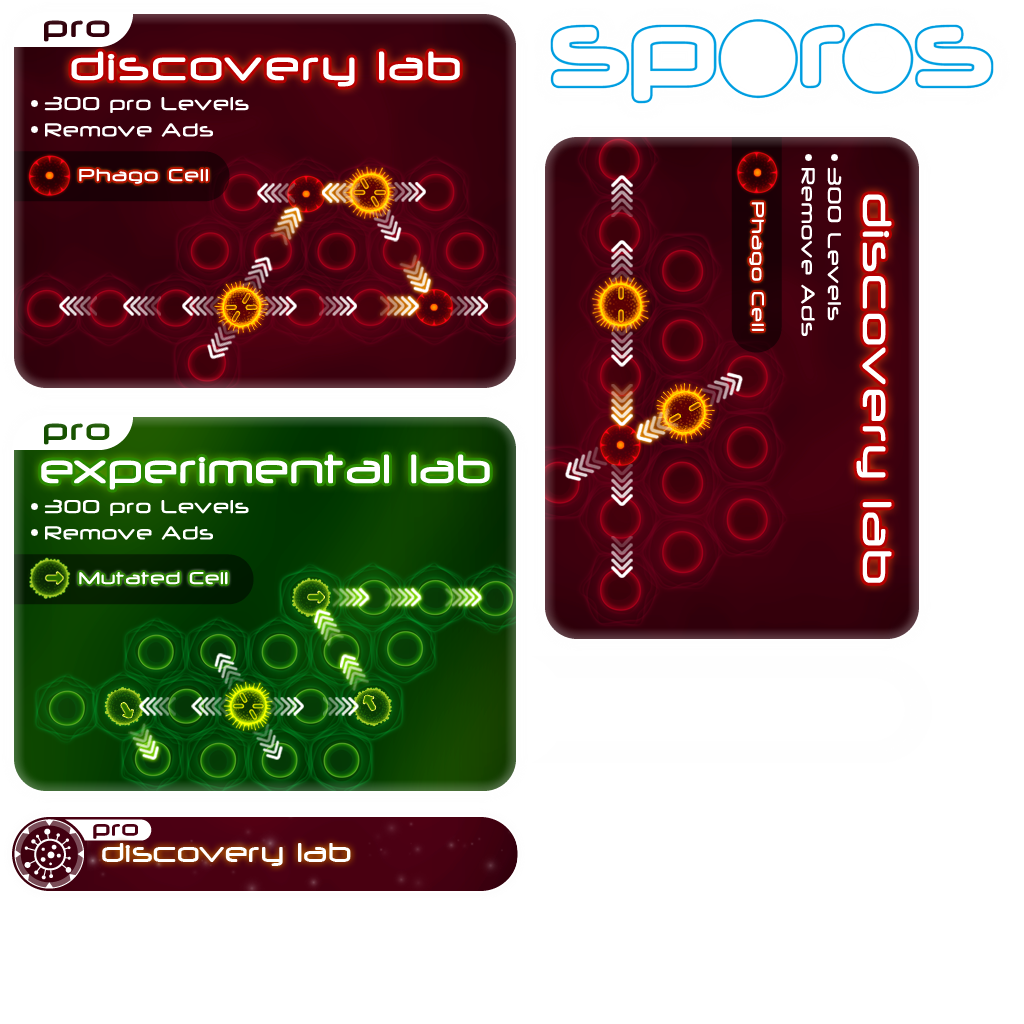 pro
discovery lab
• 300 pro Levels
• Remove Ads
Phago Cell
sporos
discovery lab
• 300 Levels
• Remove Ads
Phago Cell
pro
experimental lab
• 300 pro Levels
• Remove Ads
Mutated Cell
pro
discovery lab